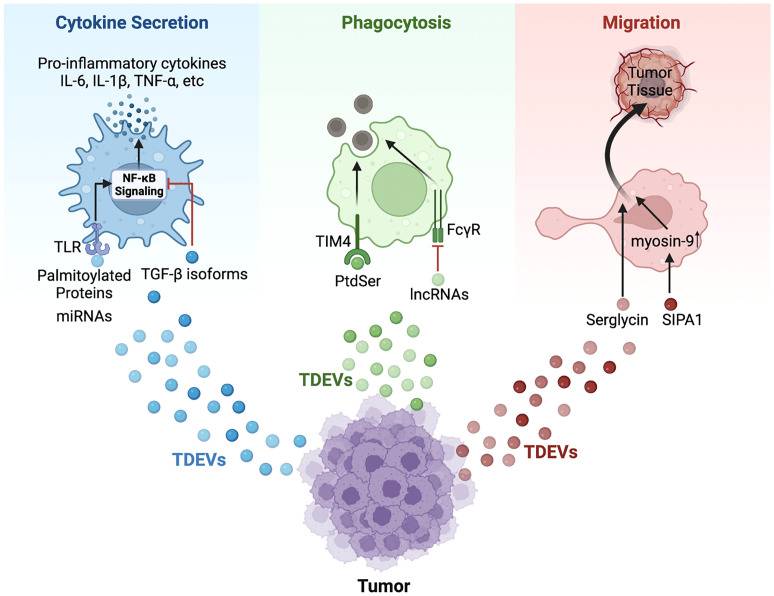 Cytokine Secretion
Pro-inflammatory cytokines
IL-6, IL-1β, TNF-α, etc
NF-κB
Signaling
TLR
Palmitoylated
Proteins
miRNAs
TGF-β isoforms
TDEVs
Phagocytosis
TIM4
FcγR
PtdSer
lncRNAs
TDEVs
Migration
Tumor
Tissue
myosin-9↑
Serglycin
SIPA1
TDEVs
Tumor